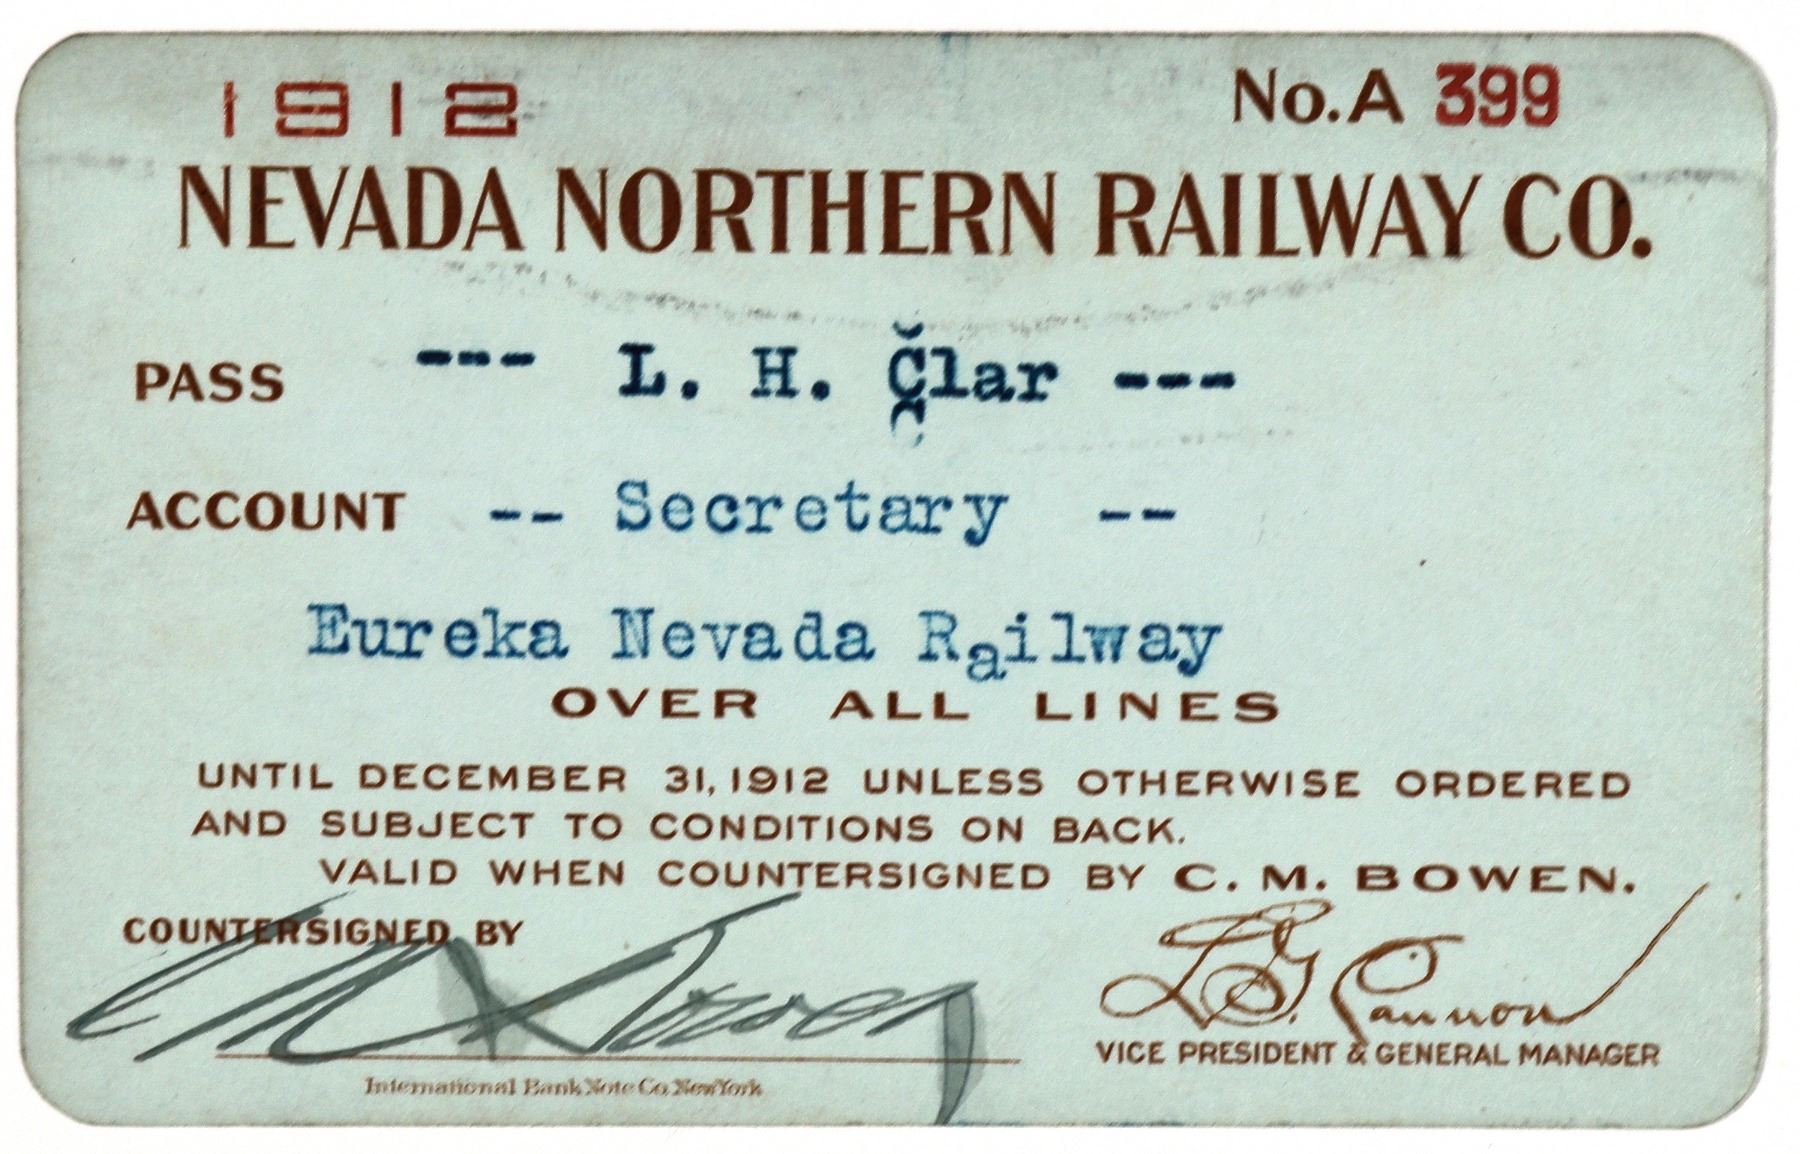 1912 No. A 399
NEVADA NORTHERN RAILWAY CO.
PASS --- L. H. Clar ---
ACCOUNT -- Secretary --
Eureka Nevada Railway
OVER ALL LINES
UNTIL DECEMBER 31, 1912 UNLESS OTHERWISE ORDERED
AND SUBJECT TO CONDITIONS ON BACK.
VALID WHEN COUNTERSIGNED BY C. M. BOWEN.
COUNTERSIGNED BY
C M Bowen
L. G. Cannon
VICE PRESIDENT & GENERAL MANAGER
International Bank Note Co. New York